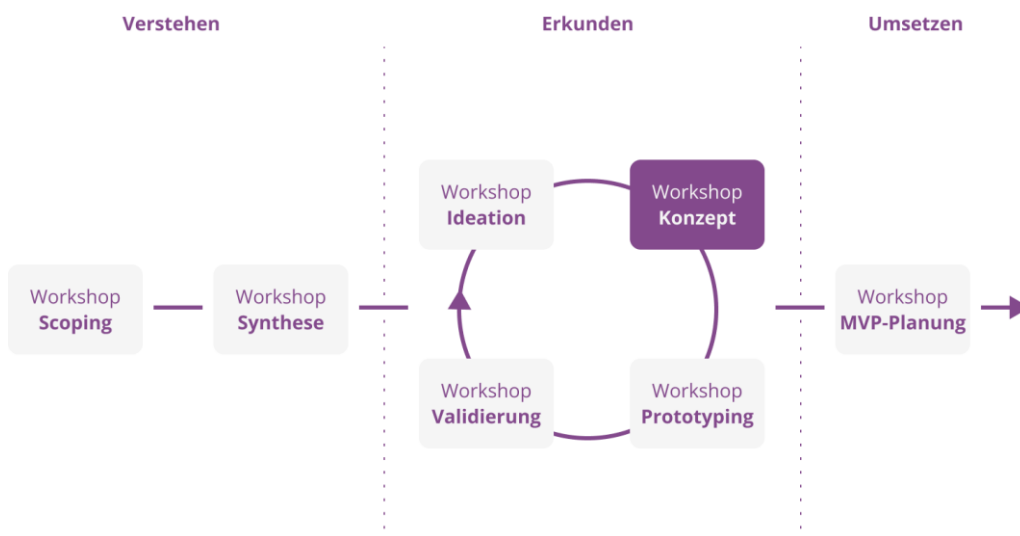 Verstehen
Erkunden
Umsetzen
Workshop
Ideation
Workshop
Konzept
Workshop
Scoping
Workshop
Synthese
Workshop
MVP-Planung
Workshop
Validierung
Workshop
Prototyping